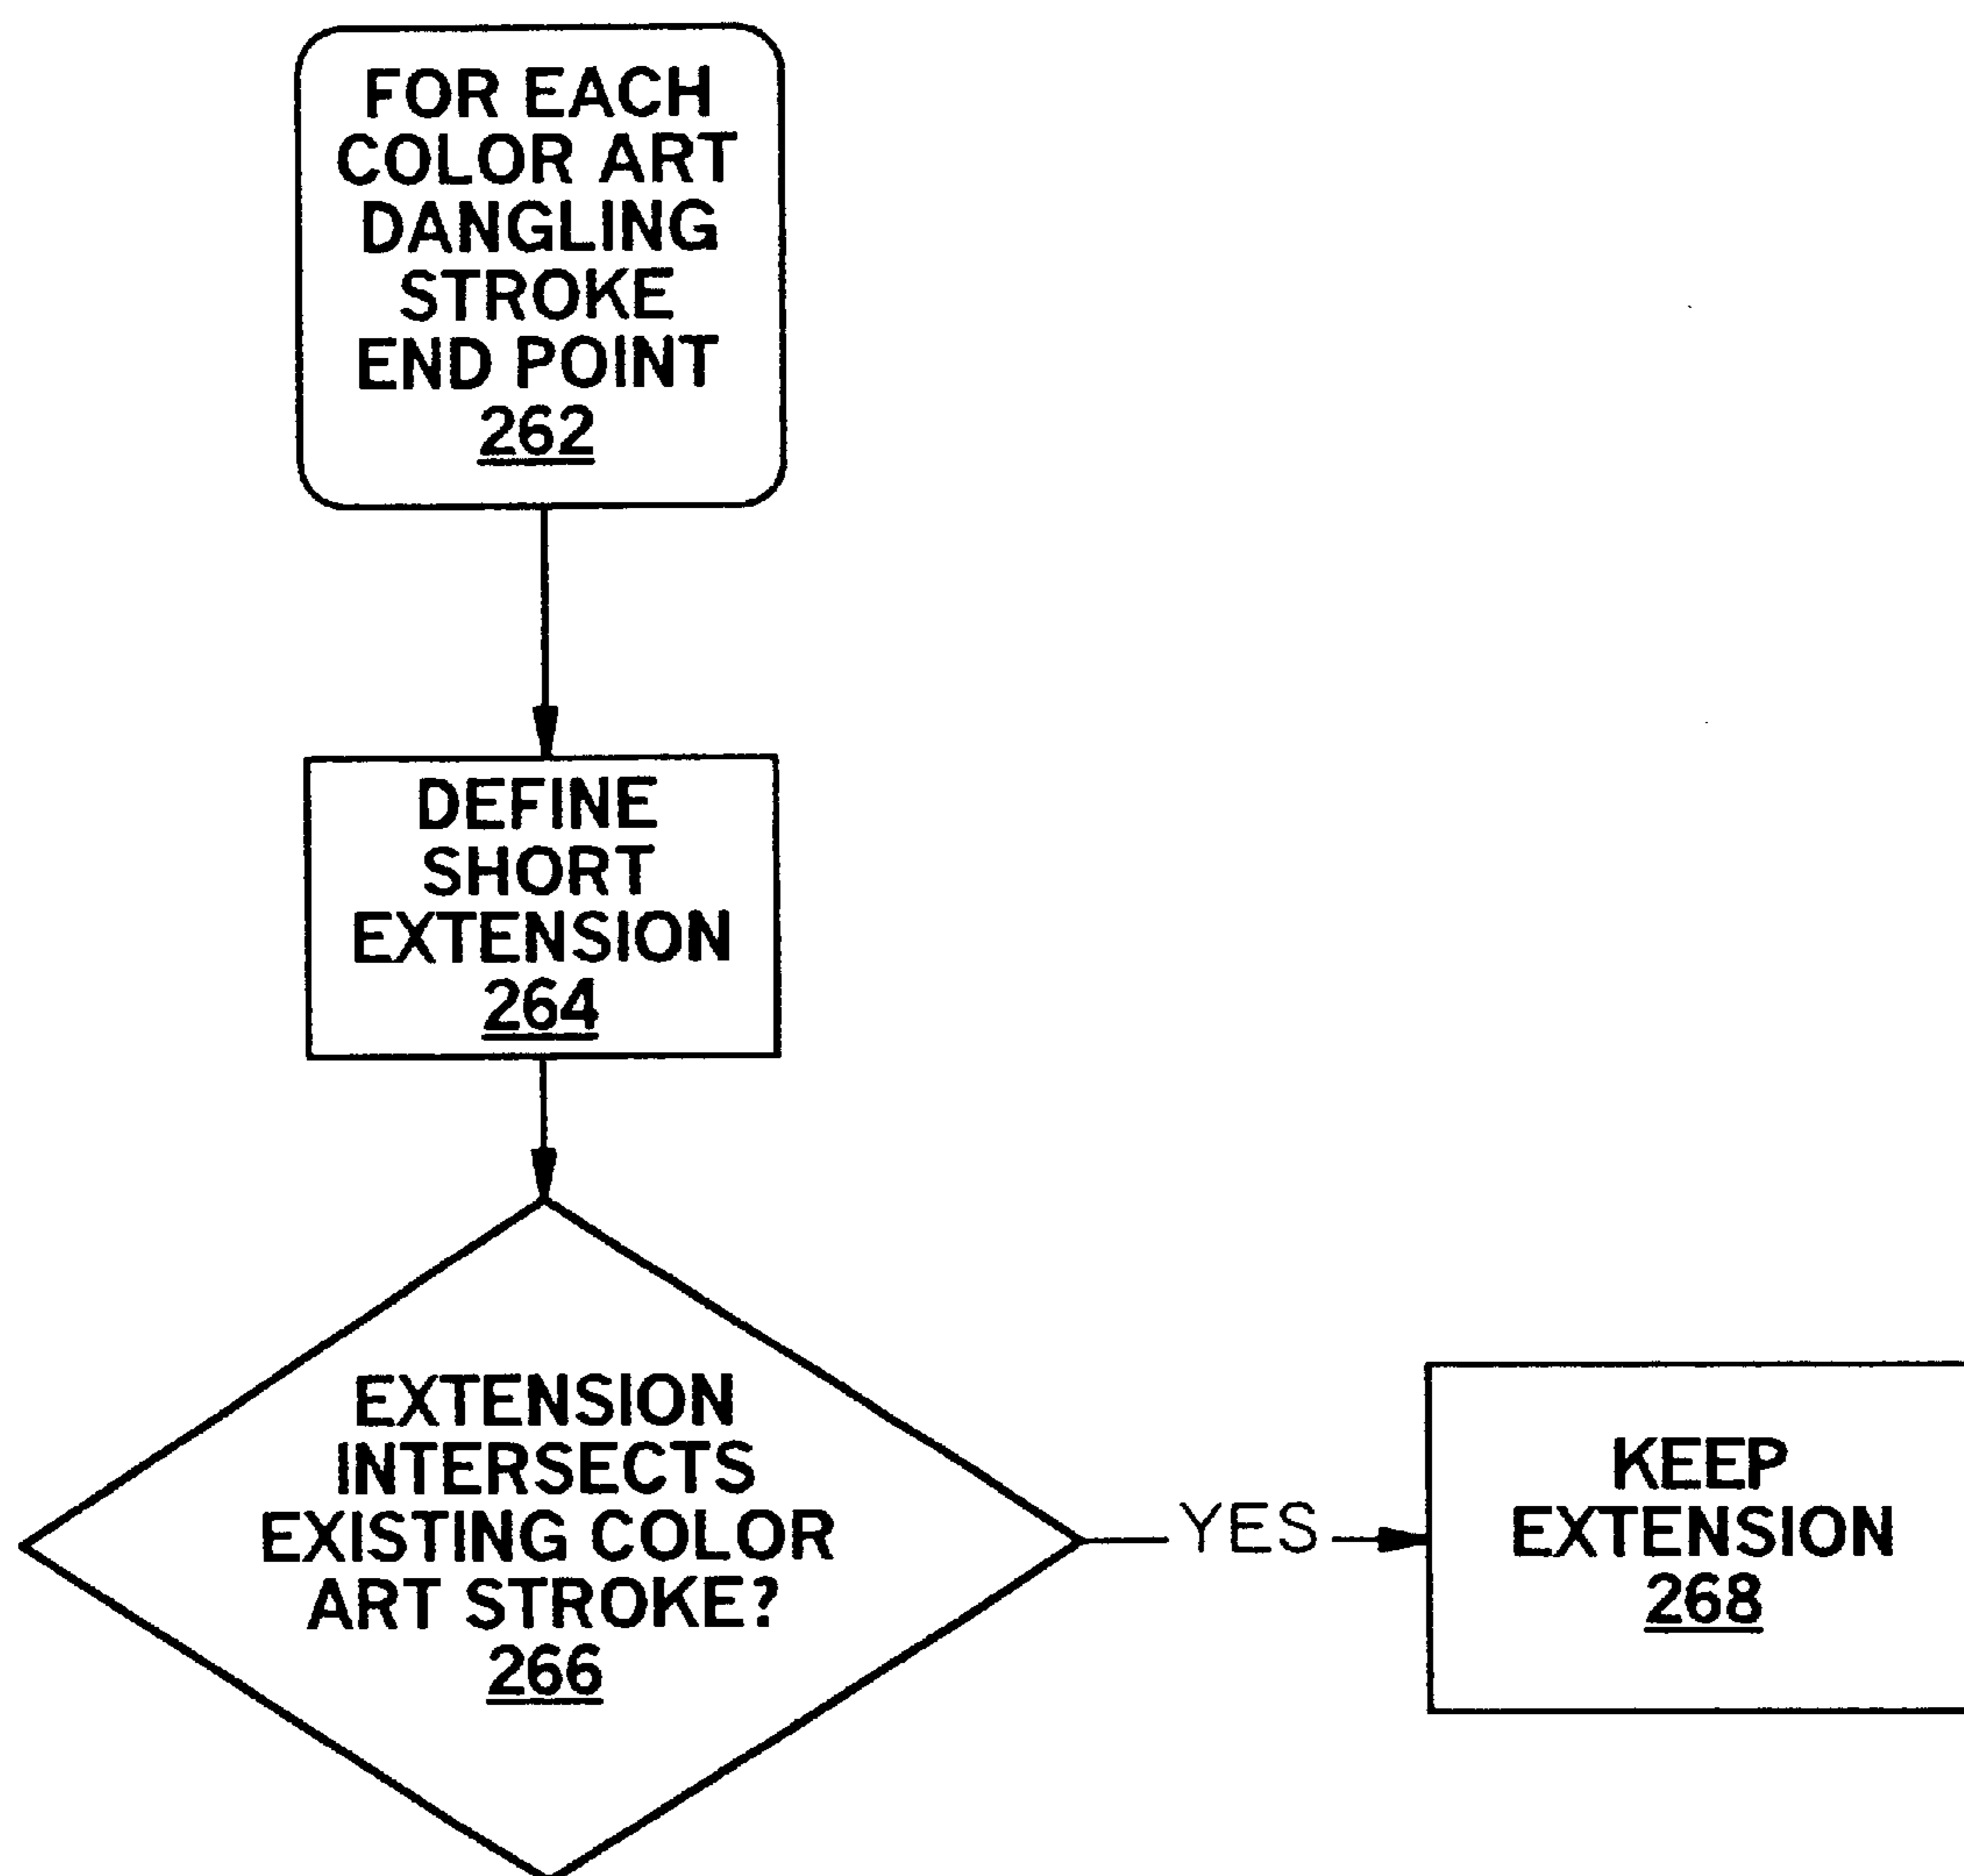 FOR EACH
COLOR ART
DANGLING
STROKE
END POINT
262
DEFINE
SHORT
EXTENSION
264
EXTENSION
INTERSECTS
EXISTING COLOR
ART STROKE?
266
YES
KEEP
EXTENSION
268